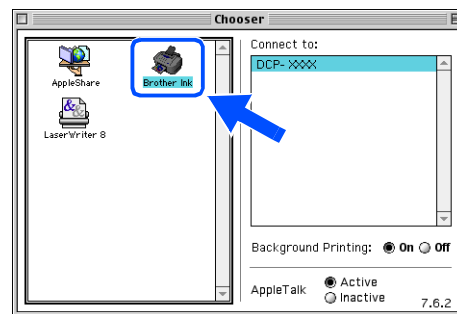 Chooser
AppleShare
Brother Ink
LaserWriter 8
Connect to:
DCP- XXXX
Background Printing: On Off
AppleTalk Active
Inactive
7.6.2